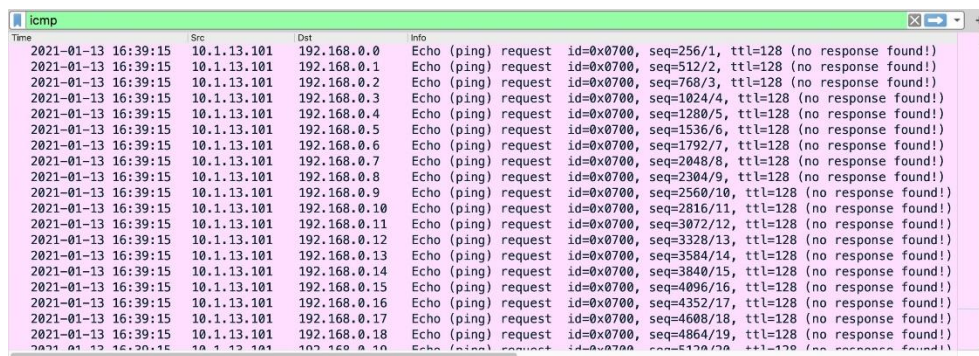 icmp
Time Src Dst Info
2021-01-13 16:39:15 10.1.13.101 192.168.0.0 Echo (ping) request id=0x0700, seq=256/1, ttl=128 (no response found!)
2021-01-13 16:39:15 10.1.13.101 192.168.0.1 Echo (ping) request id=0x0700, seq=512/2, ttl=128 (no response found!)
2021-01-13 16:39:15 10.1.13.101 192.168.0.2 Echo (ping) request id=0x0700, seq=768/3, ttl=128 (no response found!)
2021-01-13 16:39:15 10.1.13.101 192.168.0.3 Echo (ping) request id=0x0700, seq=1024/4, ttl=128 (no response found!)
2021-01-13 16:39:15 10.1.13.101 192.168.0.4 Echo (ping) request id=0x0700, seq=1280/5, ttl=128 (no response found!)
2021-01-13 16:39:15 10.1.13.101 192.168.0.5 Echo (ping) request id=0x0700, seq=1536/6, ttl=128 (no response found!)
2021-01-13 16:39:15 10.1.13.101 192.168.0.6 Echo (ping) request id=0x0700, seq=1792/7, ttl=128 (no response found!)
2021-01-13 16:39:15 10.1.13.101 192.168.0.7 Echo (ping) request id=0x0700, seq=2048/8, ttl=128 (no response found!)
2021-01-13 16:39:15 10.1.13.101 192.168.0.8 Echo (ping) request id=0x0700, seq=2304/9, ttl=128 (no response found!)
2021-01-13 16:39:15 10.1.13.101 192.168.0.9 Echo (ping) request id=0x0700, seq=2560/10, ttl=128 (no response found!)
2021-01-13 16:39:15 10.1.13.101 192.168.0.10 Echo (ping) request id=0x0700, seq=2816/11, ttl=128 (no response found!)
2021-01-13 16:39:15 10.1.13.101 192.168.0.11 Echo (ping) request id=0x0700, seq=3072/12, ttl=128 (no response found!)
2021-01-13 16:39:15 10.1.13.101 192.168.0.12 Echo (ping) request id=0x0700, seq=3328/13, ttl=128 (no response found!)
2021-01-13 16:39:15 10.1.13.101 192.168.0.13 Echo (ping) request id=0x0700, seq=3584/14, ttl=128 (no response found!)
2021-01-13 16:39:15 10.1.13.101 192.168.0.14 Echo (ping) request id=0x0700, seq=3840/15, ttl=128 (no response found!)
2021-01-13 16:39:15 10.1.13.101 192.168.0.15 Echo (ping) request id=0x0700, seq=4096/16, ttl=128 (no response found!)
2021-01-13 16:39:15 10.1.13.101 192.168.0.16 Echo (ping) request id=0x0700, seq=4352/17, ttl=128 (no response found!)
2021-01-13 16:39:15 10.1.13.101 192.168.0.17 Echo (ping) request id=0x0700, seq=4608/18, ttl=128 (no response found!)
2021-01-13 16:39:15 10.1.13.101 192.168.0.18 Echo (ping) request id=0x0700, seq=4864/19, ttl=128 (no response found!)
2021-01-13 16:39:15 10.1.13.101 192.168.0.19 Echo (ping) request id=0x0700, seq=5120/20, ttl=128 (no response found!)